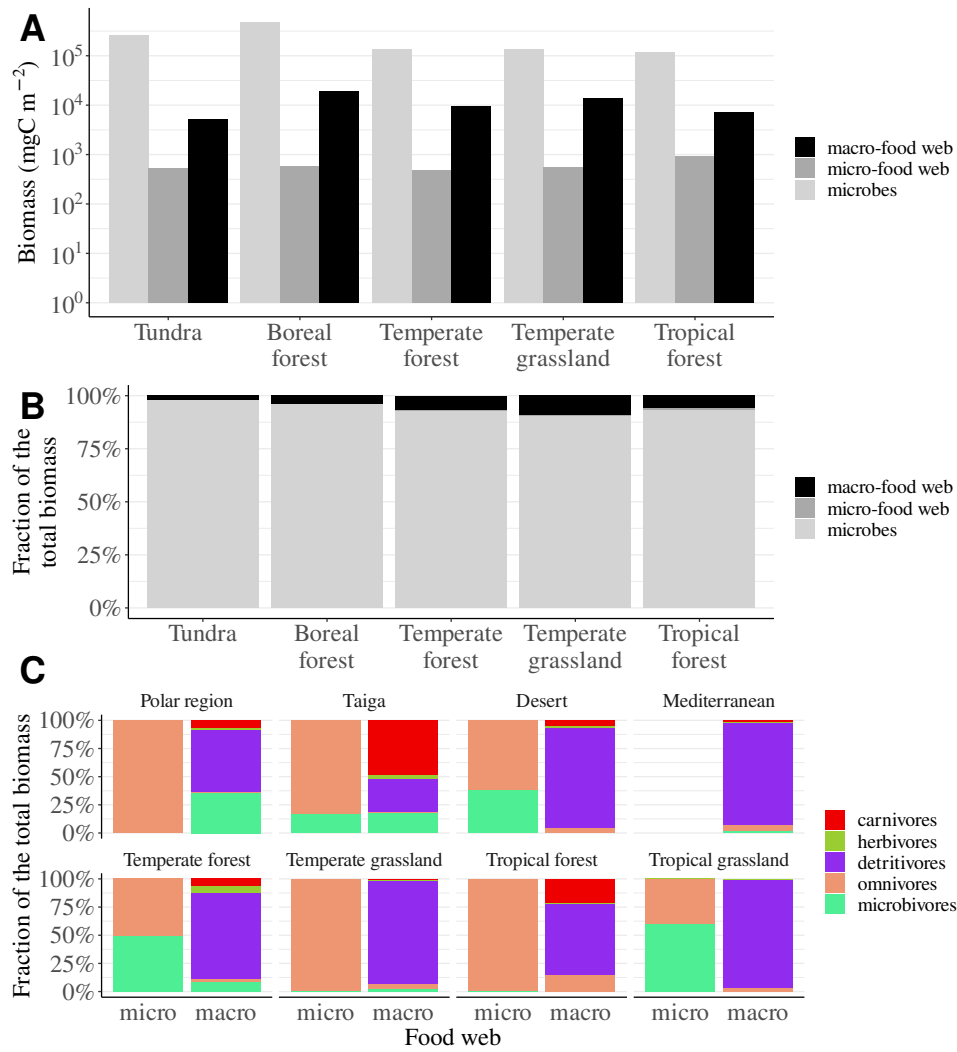 A
Biomass (mgC m⁻²)
10⁵
10⁴
10³
10²
10¹
10⁰
Tundra
Boreal
forest
Temperate
forest
Temperate
grassland
Tropical
forest
macro-food web
micro-food web
microbes
B
Fraction of the
total biomass
100%
75%
50%
25%
0%
Tundra
Boreal
forest
Temperate
forest
Temperate
grassland
Tropical
forest
macro-food web
micro-food web
microbes
C
Fraction of the total biomass
Polar region
Taiga
Desert
Mediterranean
100%
75%
50%
25%
0%
Temperate forest
Temperate grassland
Tropical forest
Tropical grassland
100%
75%
50%
25%
0%
micro macro
micro macro
micro macro
micro macro
Food web
carnivores
herbivores
detritivores
omnivores
microbivores